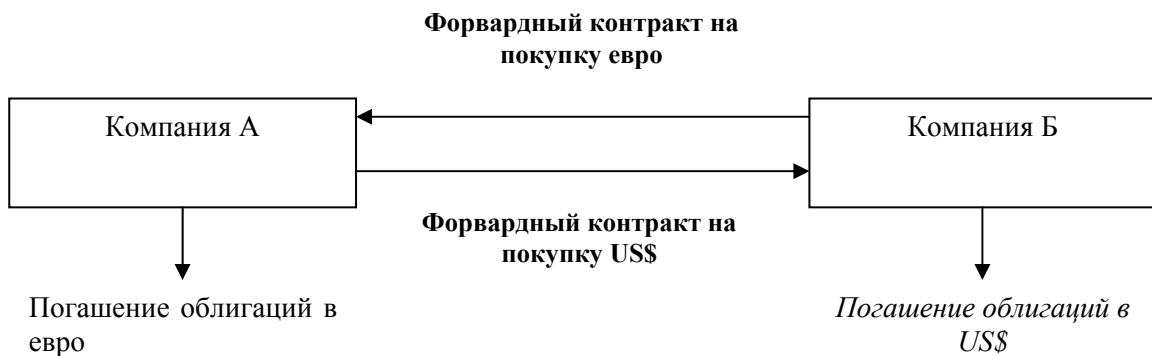 Форвардный контракт на
покупку евро
Компания А
Компания Б
Форвардный контракт на
покупку US$
Погашение облигаций в
евро
Погашение облигаций в
US$